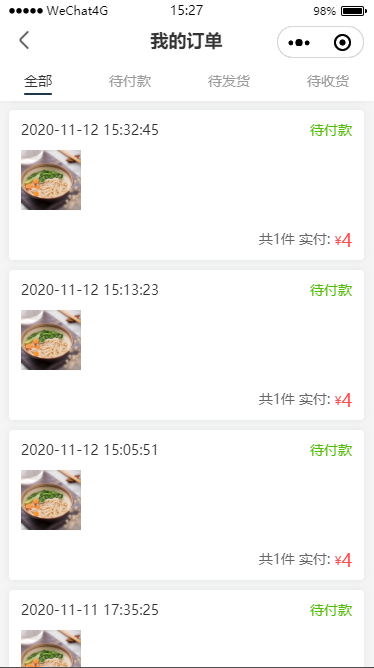 WeChat4G 15:27 98%
我的订单
全部 待付款 待发货 待收货
2020-11-12 15:32:45 待付款
共1件 实付: ¥4
2020-11-12 15:13:23 待付款
共1件 实付: ¥4
2020-11-12 15:05:51 待付款
共1件 实付: ¥4
2020-11-11 17:35:25 待付款